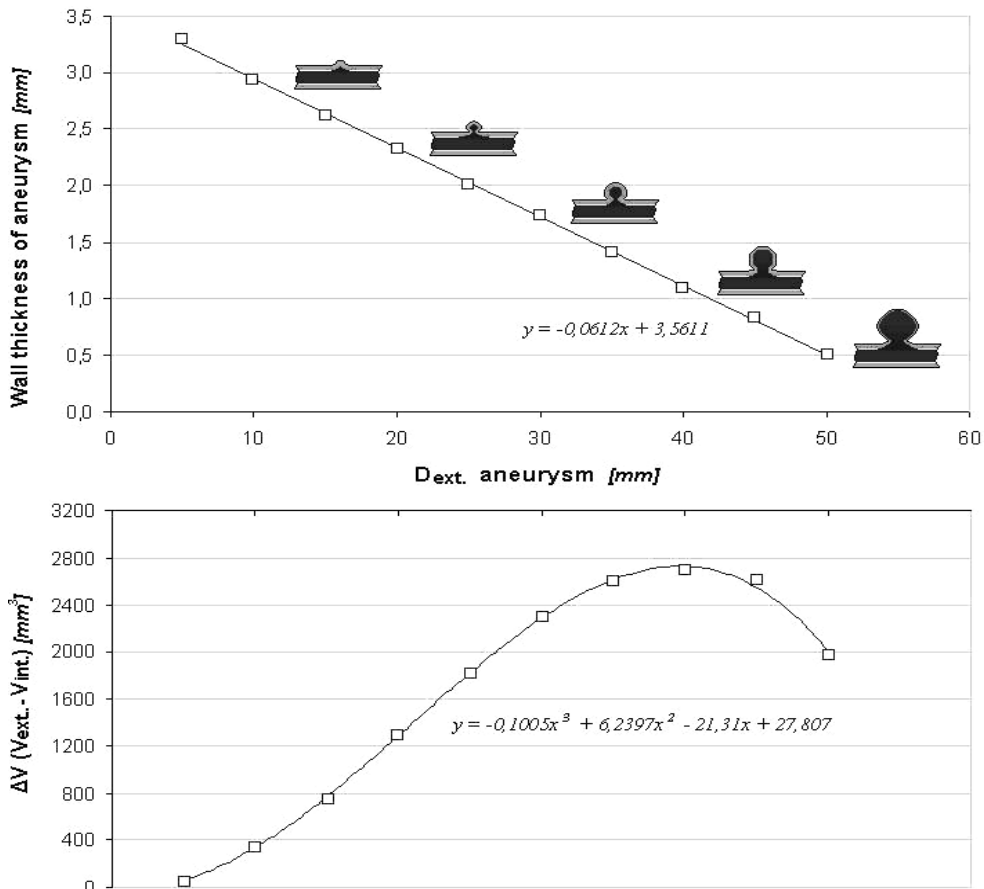 3,5
3,0
2,5
2,0
1,5
1,0
0,5
0,0
Wall thickness of aneurysm [mm]
y = -0,0612x + 3,5611
0 10 20 30 40 50 60
Dext. aneurysm [mm]
3200
2800
2400
2000
1600
1200
800
400
0
ΔV (Vext.- Vint.) [mm³]
y = -0,1005x³ + 6,2397x² - 21,31x + 27,807